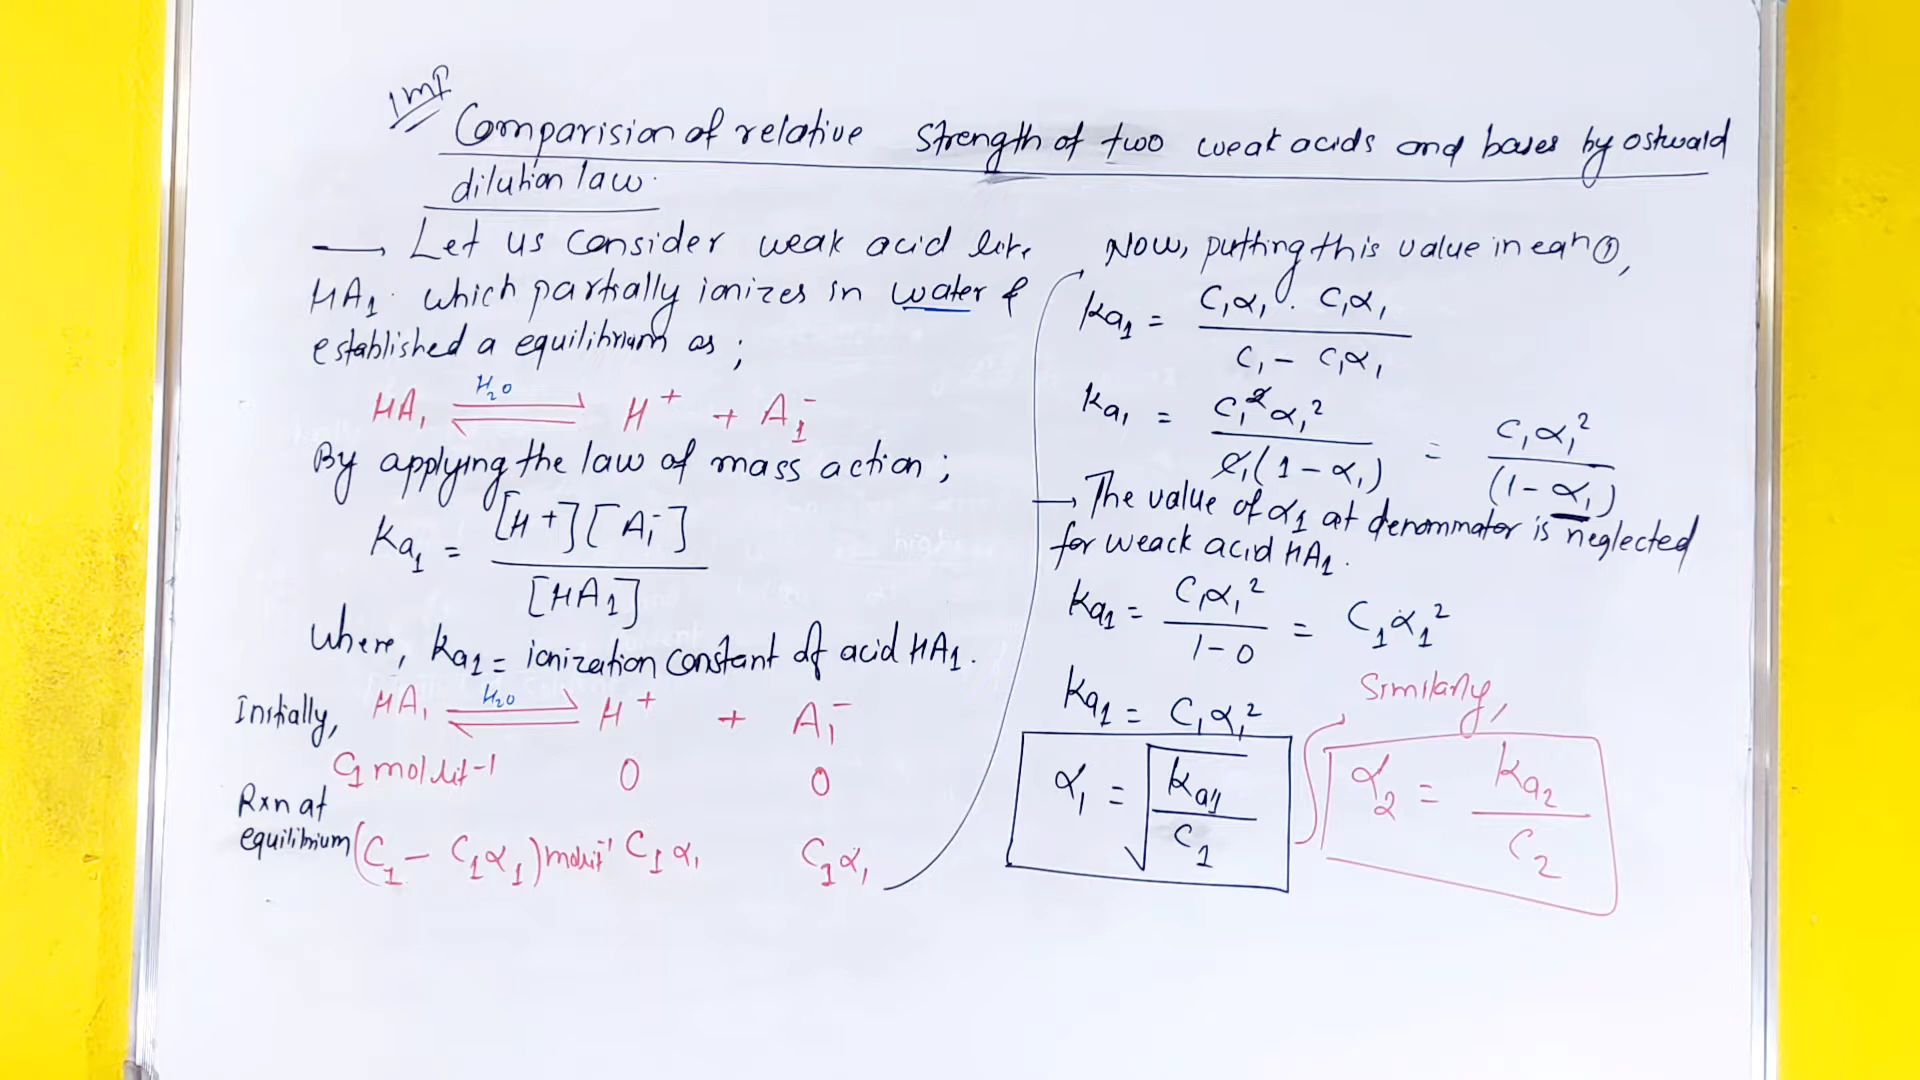 Imp
Comparision of relative strength of two weak acids and bases by ostwald
dilution law.
→ Let us consider weak acid like
HA₁. which partially ionizes in water &
established a equilibrium as ;
HA₁ ⇌ H⁺ + A₁⁻
H₂O
By applying the law of mass action ;
Ka₁ = [H⁺][A₁⁻] / [HA₁]
where, Ka₁ = ionization constant of acid HA₁.
Initially, HA₁ ⇌ H⁺ + A₁⁻
H₂O
C₁ mol lit⁻¹ 0 0
Rxn at
equilibrium (C₁ - C₁α₁) mol lit⁻¹ C₁α₁ C₁α₁
Now, putting this value in eqⁿ ①,
Ka₁ = C₁α₁ . C₁α₁ / C₁ - C₁α₁
Ka₁ = C₁²α₁² / C₁(1 - α₁) = C₁α₁² / (1 - α₁)
→ The value of α₁ at denominator is neglected
for weack acid HA₁.
Ka₁ = C₁α₁² / 1-0 = C₁α₁²
Ka₁ = C₁α₁²
α₁ = √(Ka₁ / C₁)
Similarly,
α₂ = Ka₂ / C₂